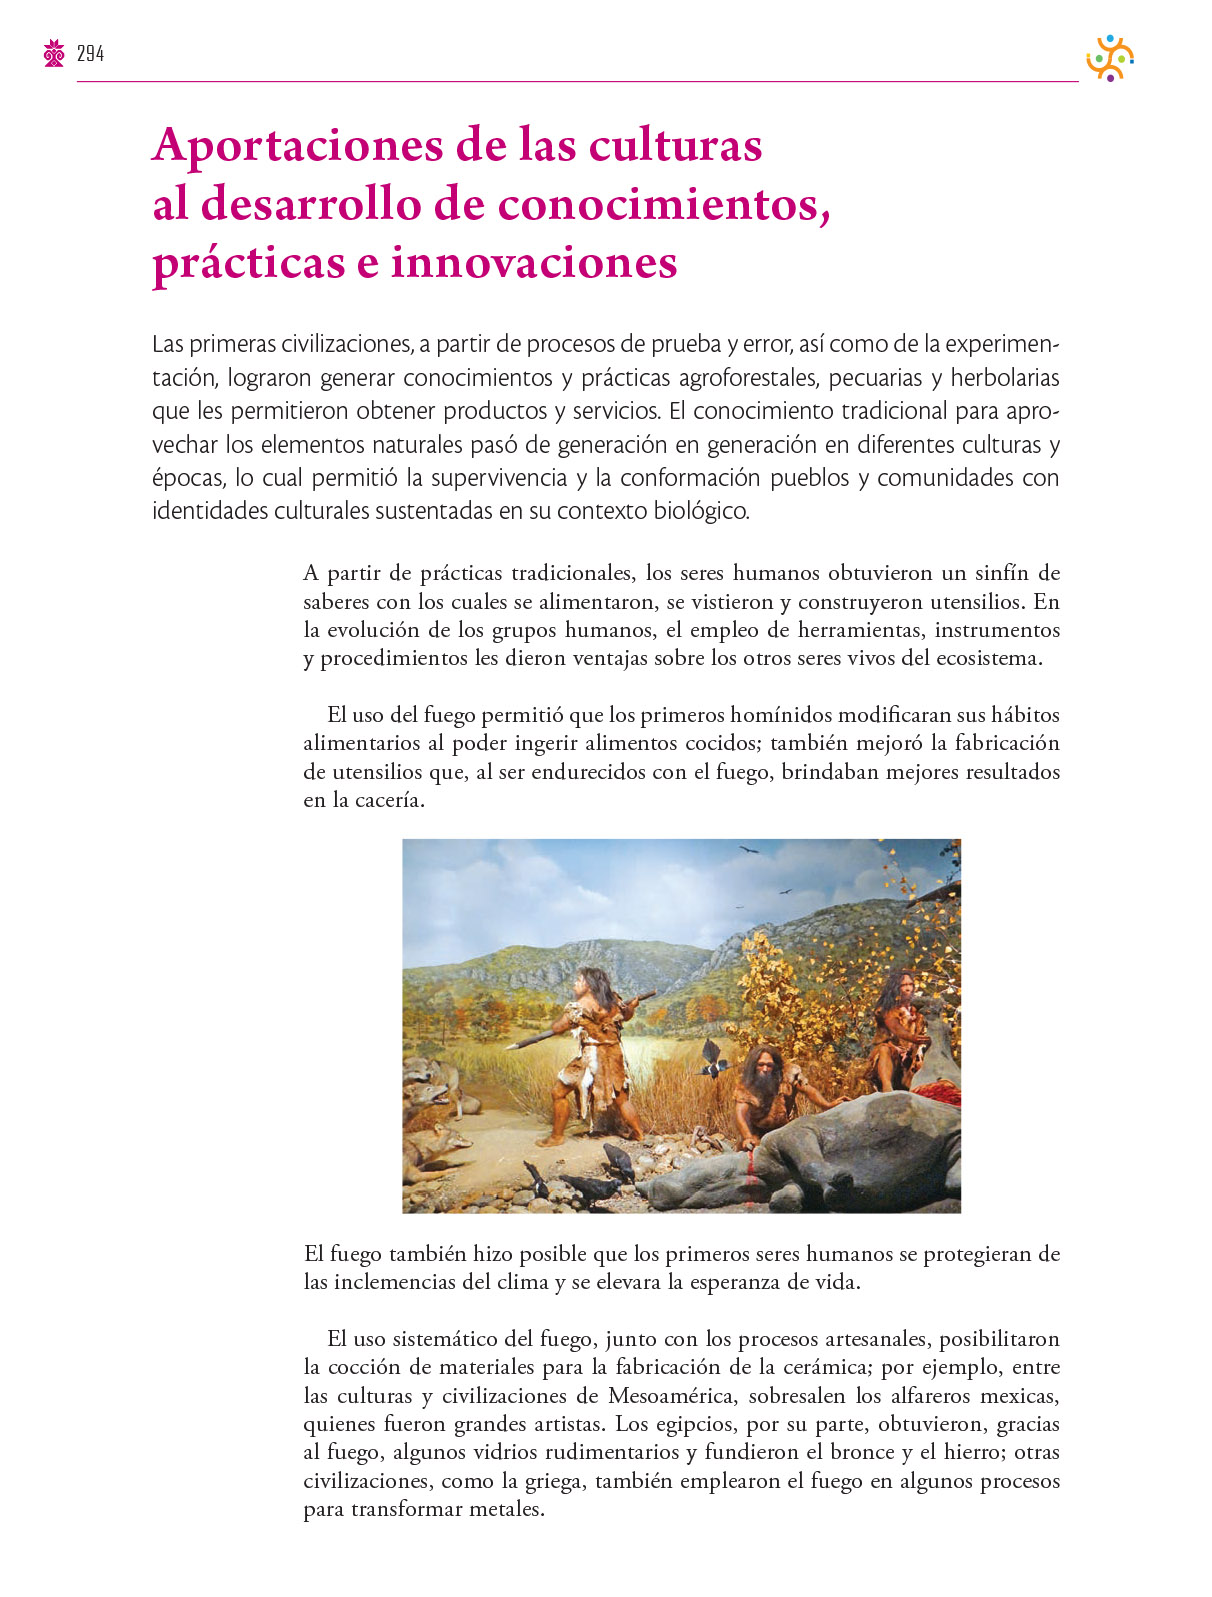 294
Aportaciones de las culturas
al desarrollo de conocimientos,
prácticas e innovaciones
Las primeras civilizaciones, a partir de procesos de prueba y error, así como de la experimen-
tación, lograron generar conocimientos y prácticas agroforestales, pecuarias y herbolarias
que les permitieron obtener productos y servicios. El conocimiento tradicional para apro-
vechar los elementos naturales pasó de generación en generación en diferentes culturas y
épocas, lo cual permitió la supervivencia y la conformación pueblos y comunidades con
identidades culturales sustentadas en su contexto biológico.
A partir de prácticas tradicionales, los seres humanos obtuvieron un sinfín de
saberes con los cuales se alimentaron, se vistieron y construyeron utensilios. En
la evolución de los grupos humanos, el empleo de herramientas, instrumentos
y procedimientos les dieron ventajas sobre los otros seres vivos del ecosistema.
El uso del fuego permitió que los primeros homínidos modificaran sus hábitos
alimentarios al poder ingerir alimentos cocidos; también mejoró la fabricación
de utensilios que, al ser endurecidos con el fuego, brindaban mejores resultados
en la cacería.
El fuego también hizo posible que los primeros seres humanos se protegieran de
las inclemencias del clima y se elevara la esperanza de vida.
El uso sistemático del fuego, junto con los procesos artesanales, posibilitaron
la cocción de materiales para la fabricación de la cerámica; por ejemplo, entre
las culturas y civilizaciones de Mesoamérica, sobresalen los alfareros mexicas,
quienes fueron grandes artistas. Los egipcios, por su parte, obtuvieron, gracias
al fuego, algunos vidrios rudimentarios y fundieron el bronce y el hierro; otras
civilizaciones, como la griega, también emplearon el fuego en algunos procesos
para transformar metales.